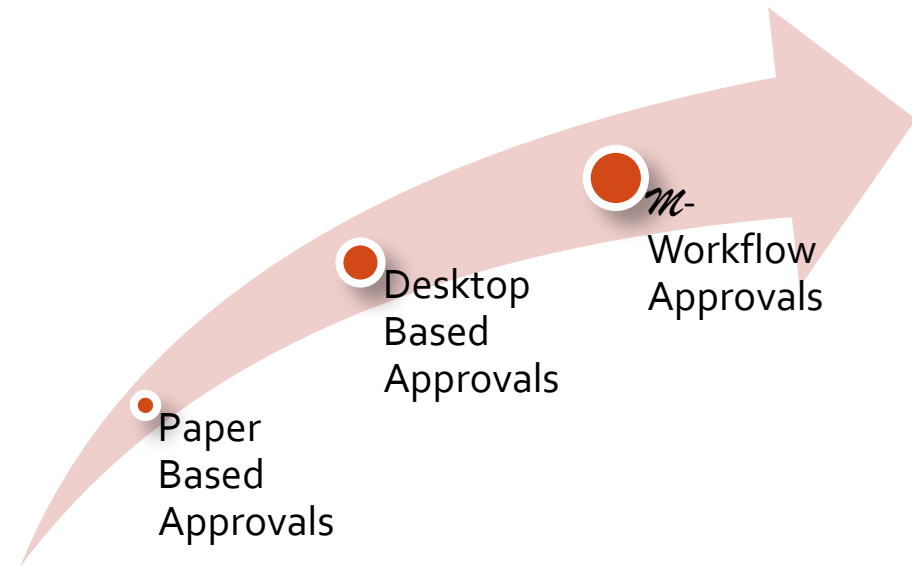 Paper
Based
Approvals
Desktop
Based
Approvals
M-
Workflow
Approvals